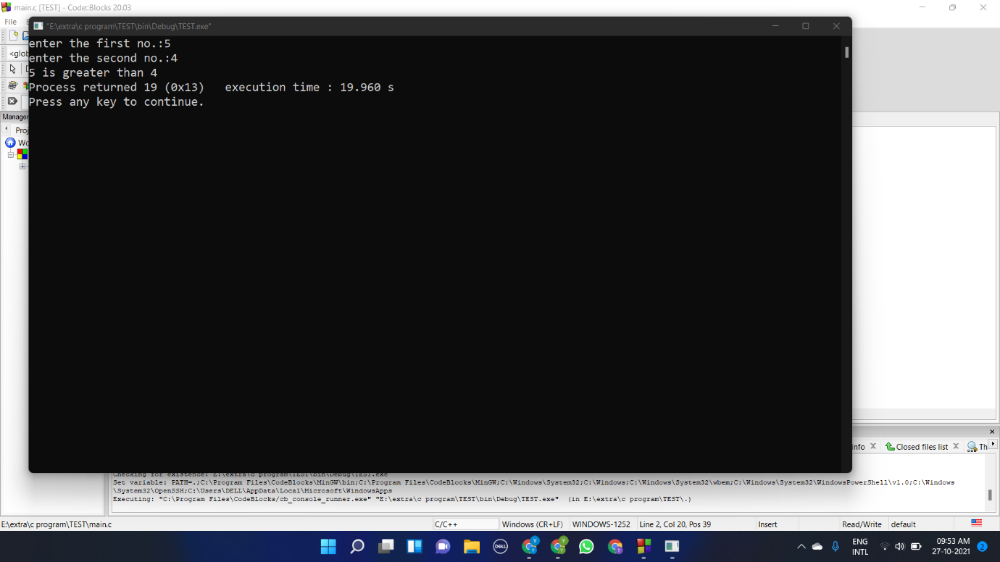 main.c [TEST] - Code::Blocks 20.03
File
"E:\extra\c program\TEST\bin\Debug\TEST.exe"
enter the first no.:5
enter the second no.:4
5 is greater than 4
Process returned 19 (0x13)   execution time : 19.960 s
Press any key to continue.
<glob
Manager
Proj
Wo
info
Closed files list
Th
Checking for existence: E:\extra\c program\TEST\bin\Debug\TEST.exe
Set variable: PATH=.;C:\Program Files\CodeBlocks\MinGW\bin;C:\Program Files\CodeBlocks\MinGW;C:\Windows\System32;C:\Windows;C:\Windows\System32\wbem;C:\Windows\System32\WindowsPowerShell\v1.0;C:\Windows
\System32\OpenSSH;C:\Users\DELL\AppData\Local\Microsoft\WindowsApps
Executing: "C:\Program Files\CodeBlocks/cb_console_runner.exe" "E:\extra\c program\TEST\bin\Debug\TEST.exe"  (in E:\extra\c program\TEST\.)
E:\extra\c program\TEST\main.c
C/C++
Windows (CR+LF)
WINDOWS-1252
Line 2, Col 20, Pos 39
Insert
Read/Write
default
DELL
ENG
INTL
09:53 AM
27-10-2021
2